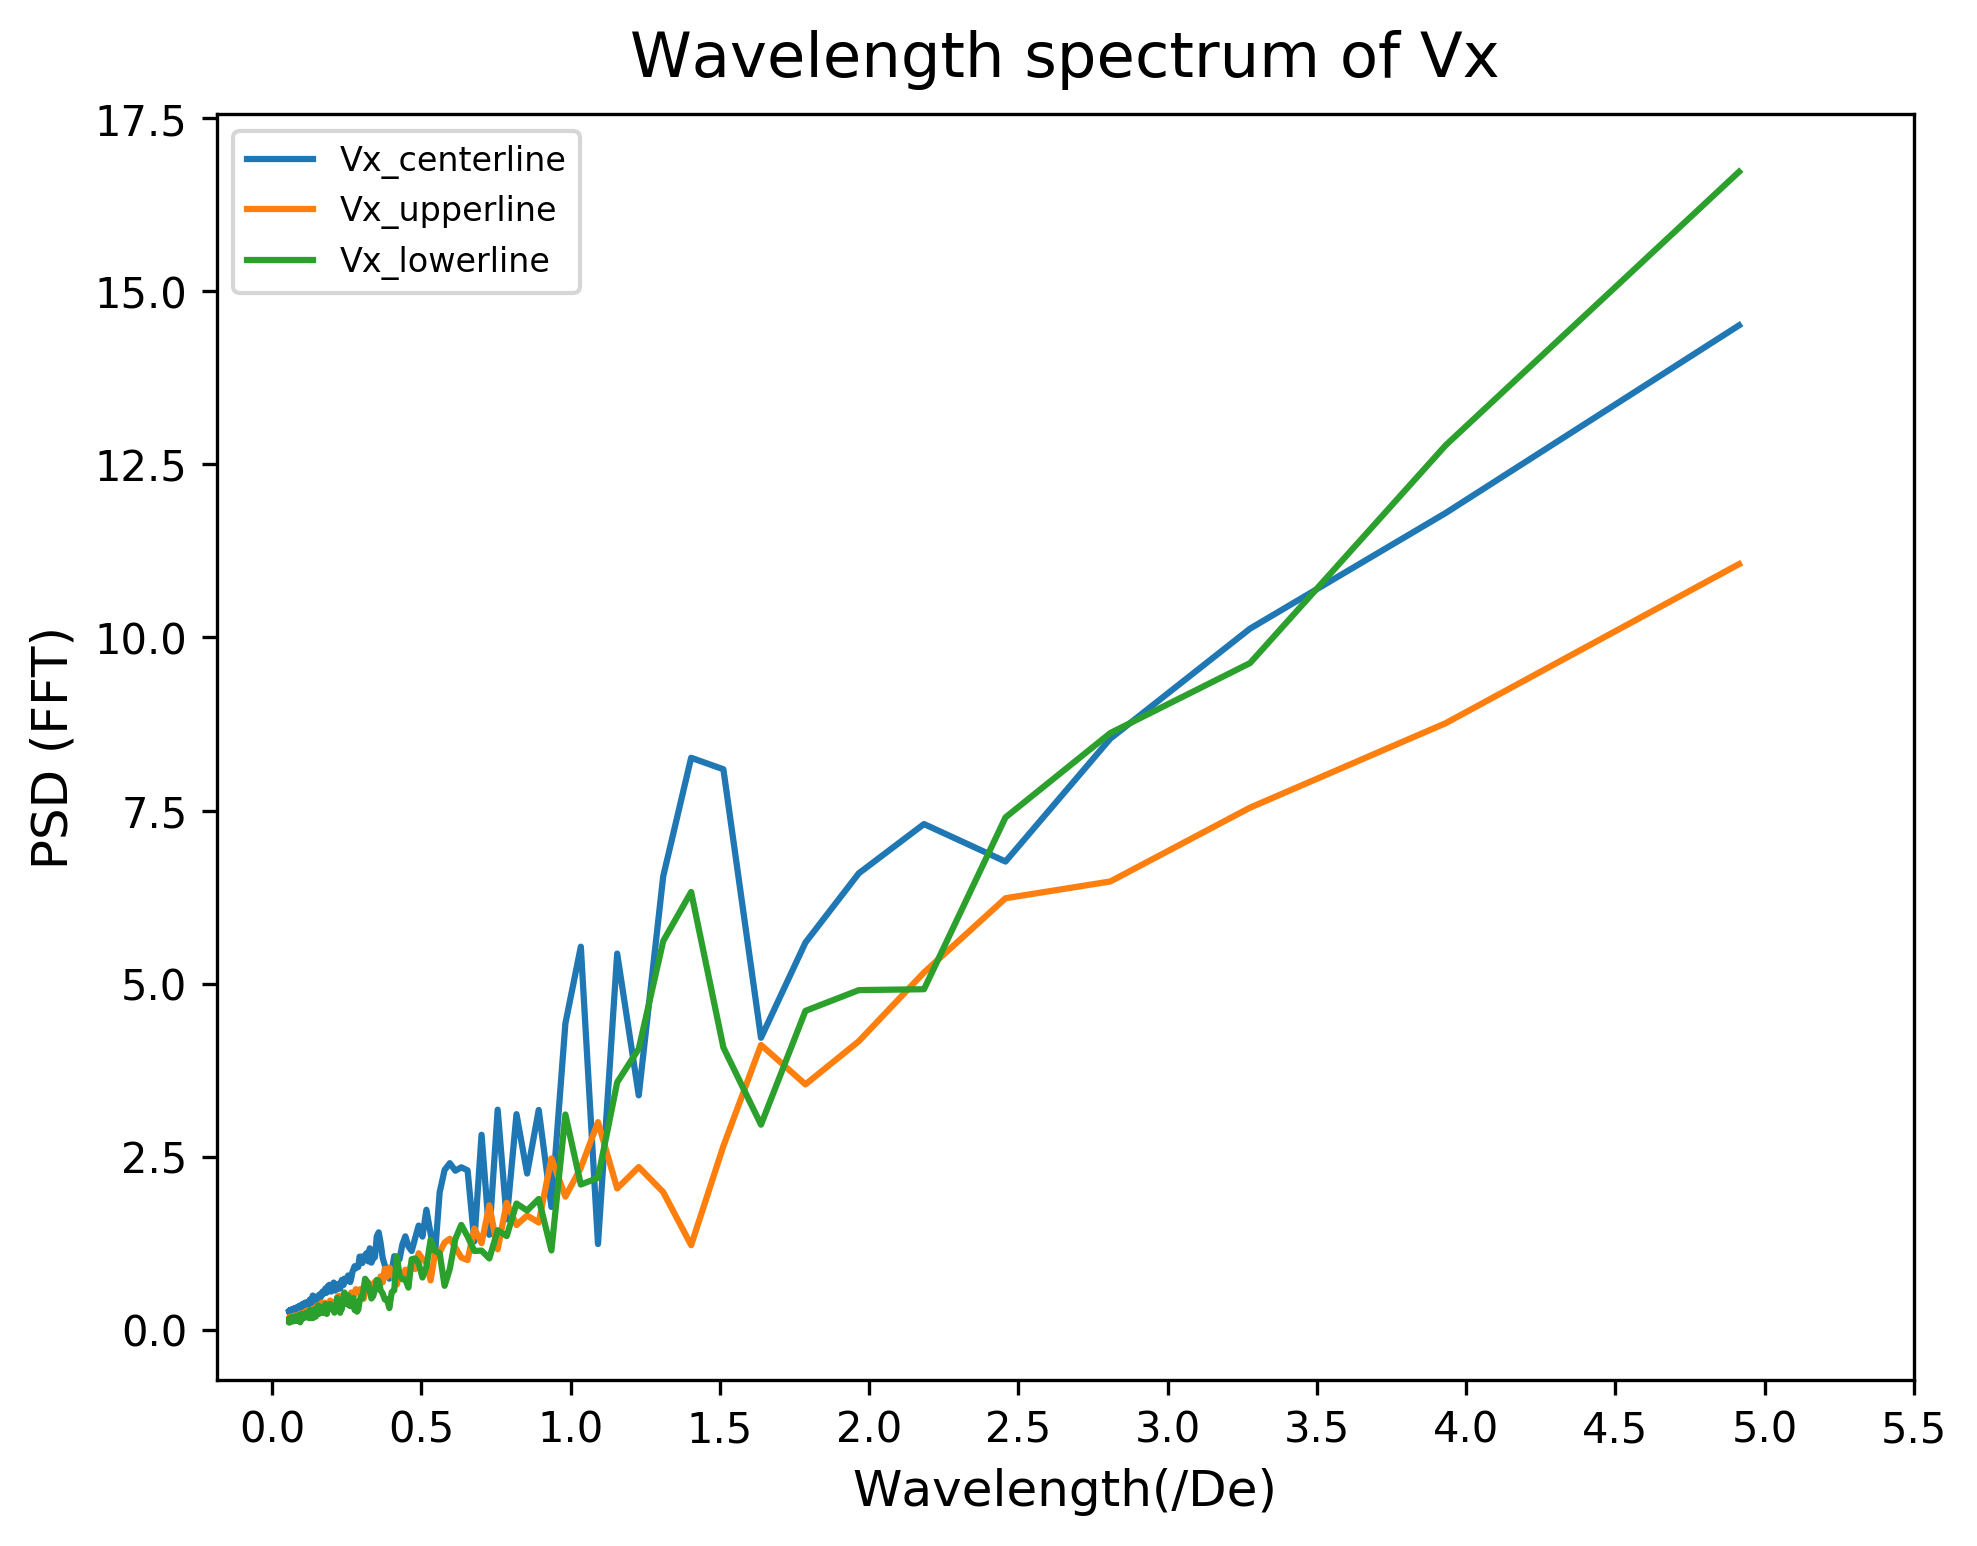 Wavelength spectrum of Vx
17.5
15.0
12.5
10.0
7.5
5.0
2.5
0.0
PSD (FFT)
Vx_centerline
Vx_upperline
Vx_lowerline
0.0 0.5 1.0 1.5 2.0 2.5 3.0 3.5 4.0 4.5 5.0 5.5
Wavelength(/De)